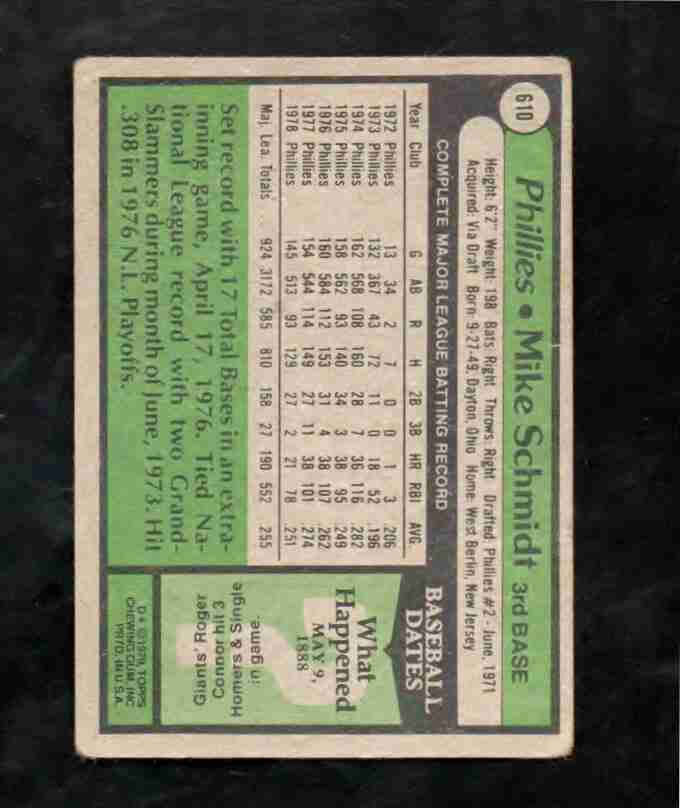 610
Phillies • Mike Schmidt 3rd BASE
Height: 6'2" Weight: 198 Bats: Right Throws: Right Drafted: Phillies #2 - June, 1971
Acquired: Via Draft Born: 9-27-49, Dayton, Ohio Home: West Berlin, New Jersey
COMPLETE MAJOR LEAGUE BATTING RECORD
Year Club G AB R H 2B 3B HR RBI AVG.
1972 Phillies 13 34 2 7 0 0 1 3 .206
1973 Phillies 132 367 43 72 11 0 18 52 .196
1974 Phillies 162 568 108 160 28 7 36 116 .282
1975 Phillies 158 562 93 140 34 3 38 95 .249
1976 Phillies 160 584 112 153 31 4 38 107 .262
1977 Phillies 154 544 114 149 27 11 38 101 .274
1978 Phillies 145 513 93 129 27 2 21 78 .251
Maj. Lea. Totals 924 3172 585 810 158 27 190 552 .255
Set record with 17 Total Bases in an extra-
inning game, April 17, 1976. Tied Na-
tional League record with two Grand-
Slammers during month of June, 1973. Hit
.308 in 1976 N.L. Playoffs.
BASEBALL
DATES
What
Happened
MAY 9,
1888
Giants, Roger
Connor hit 3
Homers & Single
in game.
D* © 1979, TOPPS
CHEWING GUM, INC
PRTD. IN U.S.A.